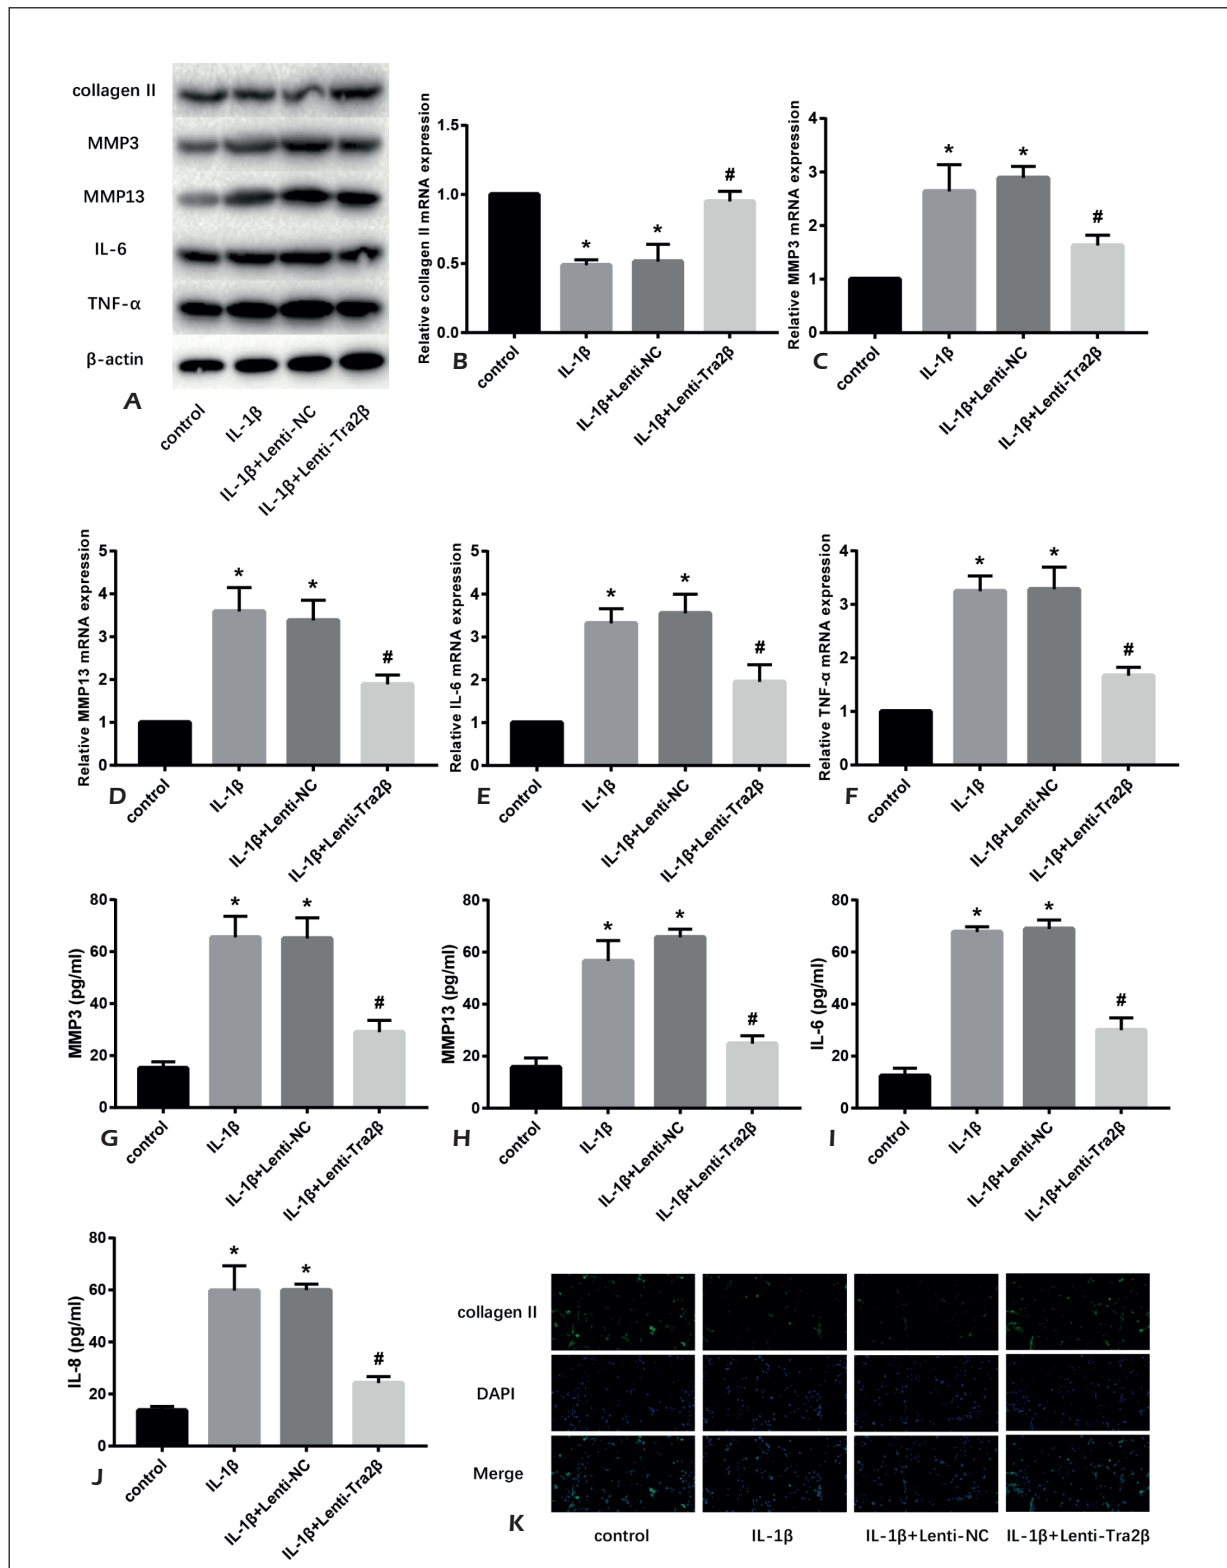 collagen II
MMP3
MMP13
IL-6
TNF-α
β-actin
A
control
IL-1β
IL-1β+Lenti-NC
IL-1β+Lenti-Tra2β
Relative collagen II mRNA expression
1.5
1.0
0.5
0.0
*
*
#
B
control
IL-1β
IL-1β+Lenti-NC
IL-1β+Lenti-Tra2β
Relative MMP3 mRNA expression
4
3
2
1
0
*
*
#
C
control
IL-1β
IL-1β+Lenti-NC
IL-1β+Lenti-Tra2β
Relative MMP13 mRNA expression
5
4
3
2
1
0
*
*
#
D
control
IL-1β
IL-1β+Lenti-NC
IL-1β+Lenti-Tra2β
Relative IL-6 mRNA expression
5
4
3
2
1
0
*
*
#
E
control
IL-1β
IL-1β+Lenti-NC
IL-1β+Lenti-Tra2β
Relative TNF-α mRNA expression
4
3
2
1
0
*
*
#
F
control
IL-1β
IL-1β+Lenti-NC
IL-1β+Lenti-Tra2β
MMP3 (pg/ml)
80
60
40
20
0
*
*
#
G
control
IL-1β
IL-1β+Lenti-NC
IL-1β+Lenti-Tra2β
MMP13 (pg/ml)
80
60
40
20
0
*
*
#
H
control
IL-1β
IL-1β+Lenti-NC
IL-1β+Lenti-Tra2β
IL-6 (pg/ml)
80
60
40
20
0
*
*
#
I
control
IL-1β
IL-1β+Lenti-NC
IL-1β+Lenti-Tra2β
IL-8 (pg/ml)
80
60
40
20
0
*
*
#
J
control
IL-1β
IL-1β+Lenti-NC
IL-1β+Lenti-Tra2β
collagen II
DAPI
Merge
K
control
IL-1β
IL-1β+Lenti-NC
IL-1β+Lenti-Tra2β